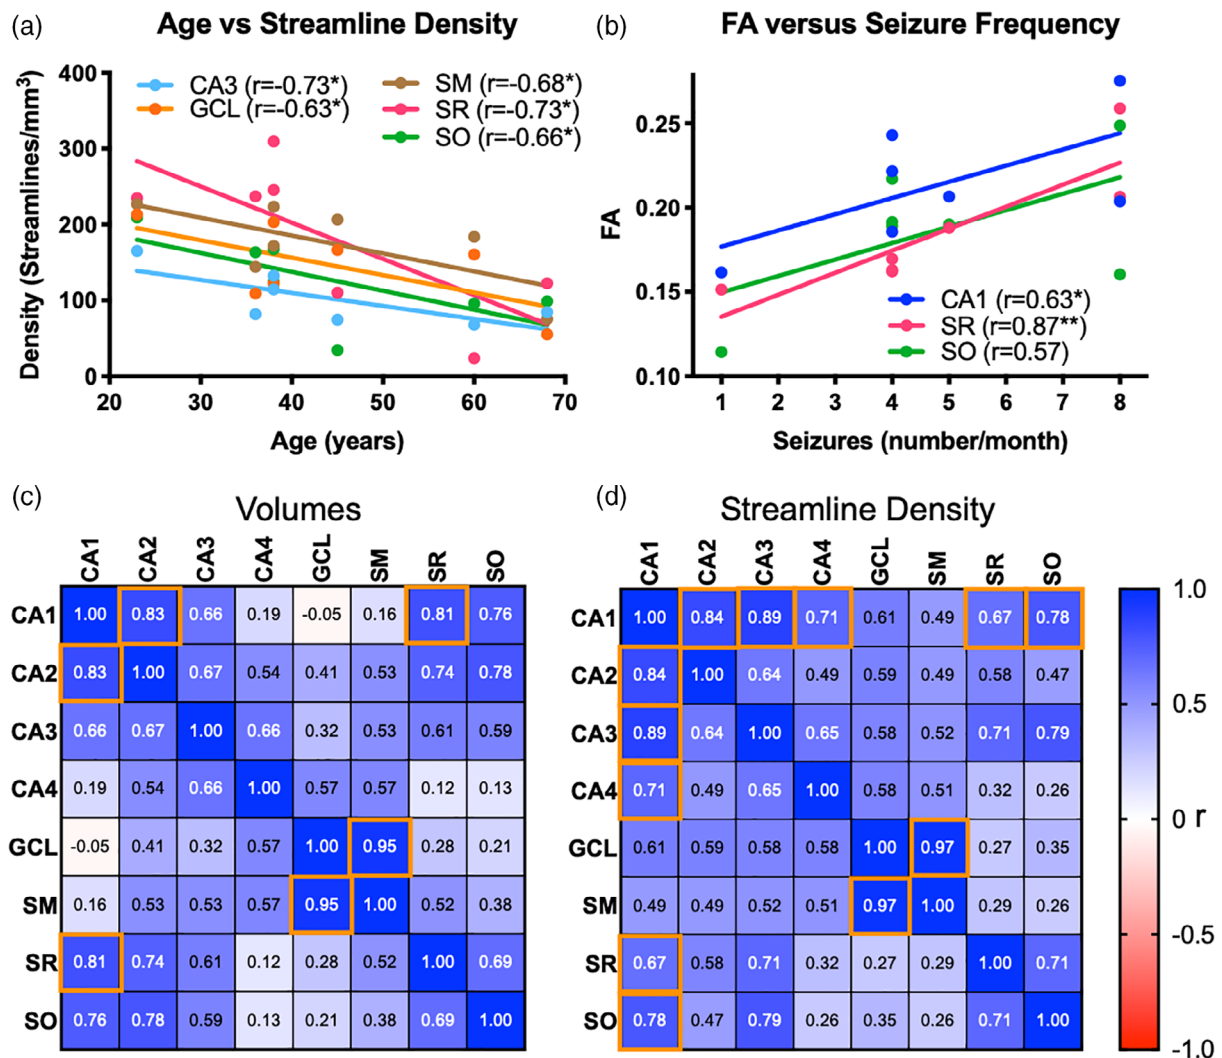 (a) Age vs Streamline Density
Density (Streamlines/mm³)
400
300
200
100
0
CA3 (r=-0.73*)
GCL (r=-0.63*)
SM (r=-0.68*)
SR (r=-0.73*)
SO (r=-0.66*)
20 30 40 50 60 70
Age (years)
(b) FA versus Seizure Frequency
FA
0.25
0.20
0.15
0.10
CA1 (r=0.63*)
SR (r=0.87**)
SO (r=0.57)
1 2 3 4 5 6 7 8
Seizures (number/month)
(c) Volumes
CA1 CA2 CA3 CA4 GCL SM SR SO
CA1 1.00 0.83 0.66 0.19 -0.05 0.16 0.81 0.76
CA2 0.83 1.00 0.67 0.54 0.41 0.53 0.74 0.78
CA3 0.66 0.67 1.00 0.66 0.32 0.53 0.61 0.59
CA4 0.19 0.54 0.66 1.00 0.57 0.57 0.12 0.13
GCL -0.05 0.41 0.32 0.57 1.00 0.95 0.28 0.21
SM 0.16 0.53 0.53 0.57 0.95 1.00 0.52 0.38
SR 0.81 0.74 0.61 0.12 0.28 0.52 1.00 0.69
SO 0.76 0.78 0.59 0.13 0.21 0.38 0.69 1.00
(d) Streamline Density
CA1 CA2 CA3 CA4 GCL SM SR SO
CA1 1.00 0.84 0.89 0.71 0.61 0.49 0.67 0.78
CA2 0.84 1.00 0.64 0.49 0.59 0.49 0.58 0.47
CA3 0.89 0.64 1.00 0.65 0.58 0.52 0.71 0.79
CA4 0.71 0.49 0.65 1.00 0.58 0.51 0.32 0.26
GCL 0.61 0.59 0.58 0.58 1.00 0.97 0.27 0.35
SM 0.49 0.49 0.52 0.51 0.97 1.00 0.29 0.26
SR 0.67 0.58 0.71 0.32 0.27 0.29 1.00 0.71
SO 0.78 0.47 0.79 0.26 0.35 0.26 0.71 1.00
1.0
0.5
0 r
-0.5
-1.0